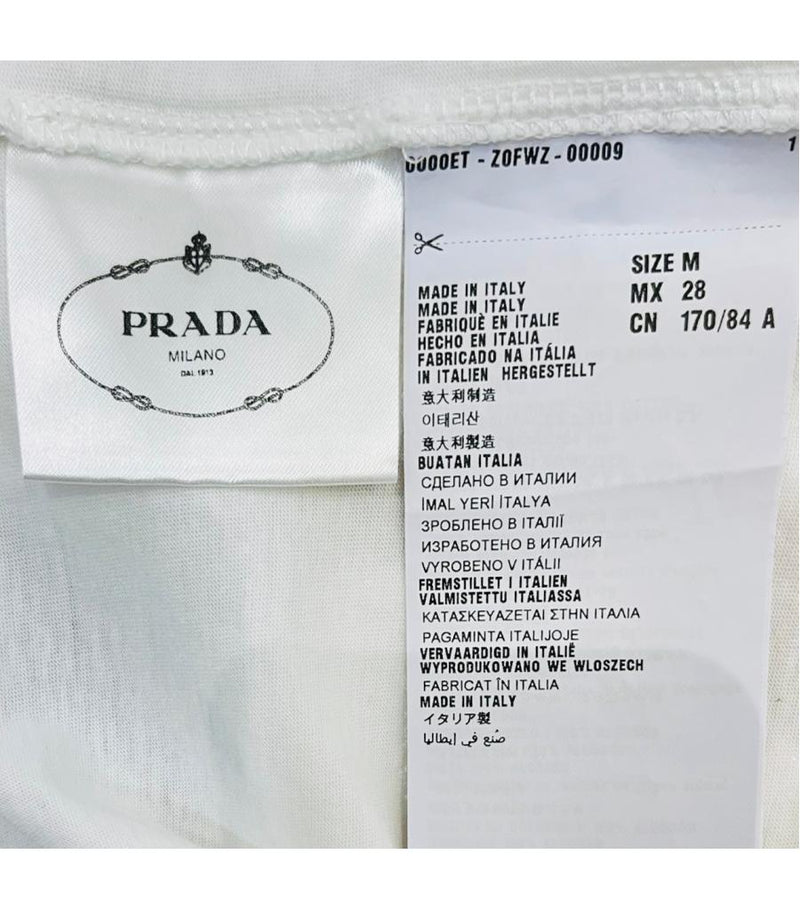 PRADA
MILANO
DAL 1913
0000ET - Z0FWZ - 00009
1
SIZE M
MX 28
CN 170/84 A
MADE IN ITALY
MADE IN ITALY
FABRIQUÈ EN ITALIE
HECHO EN ITALIA
FABRICADO NA ITÁLIA
IN ITALIEN HERGESTELLT
意大利制造
이태리산
意大利製造
BUATAN ITALIA
СДЕЛАНО В ИТАЛИИ
İMAL YERİ İTALYA
ЗРОБЛЕНО В ІТАЛІЇ
ИЗРАБОТЕНО В ИТАЛИЯ
VYROBENO V ITÁLII
FREMSTILLET I ITALIEN
VALMISTETTU ITALIASSA
ΚΑΤΑΣΚΕΥΑΖΕΤΑΙ ΣΤΗΝ ΙΤΑΛΙΑ
PAGAMINTA ITALIJOJE
VERVAARDIGD IN ITALIË
WYPRODUKOWANO WE WLOSZECH
FABRICAT ÎN ITALIA
MADE IN ITALY
イタリア製
صُنع في إيطاليا